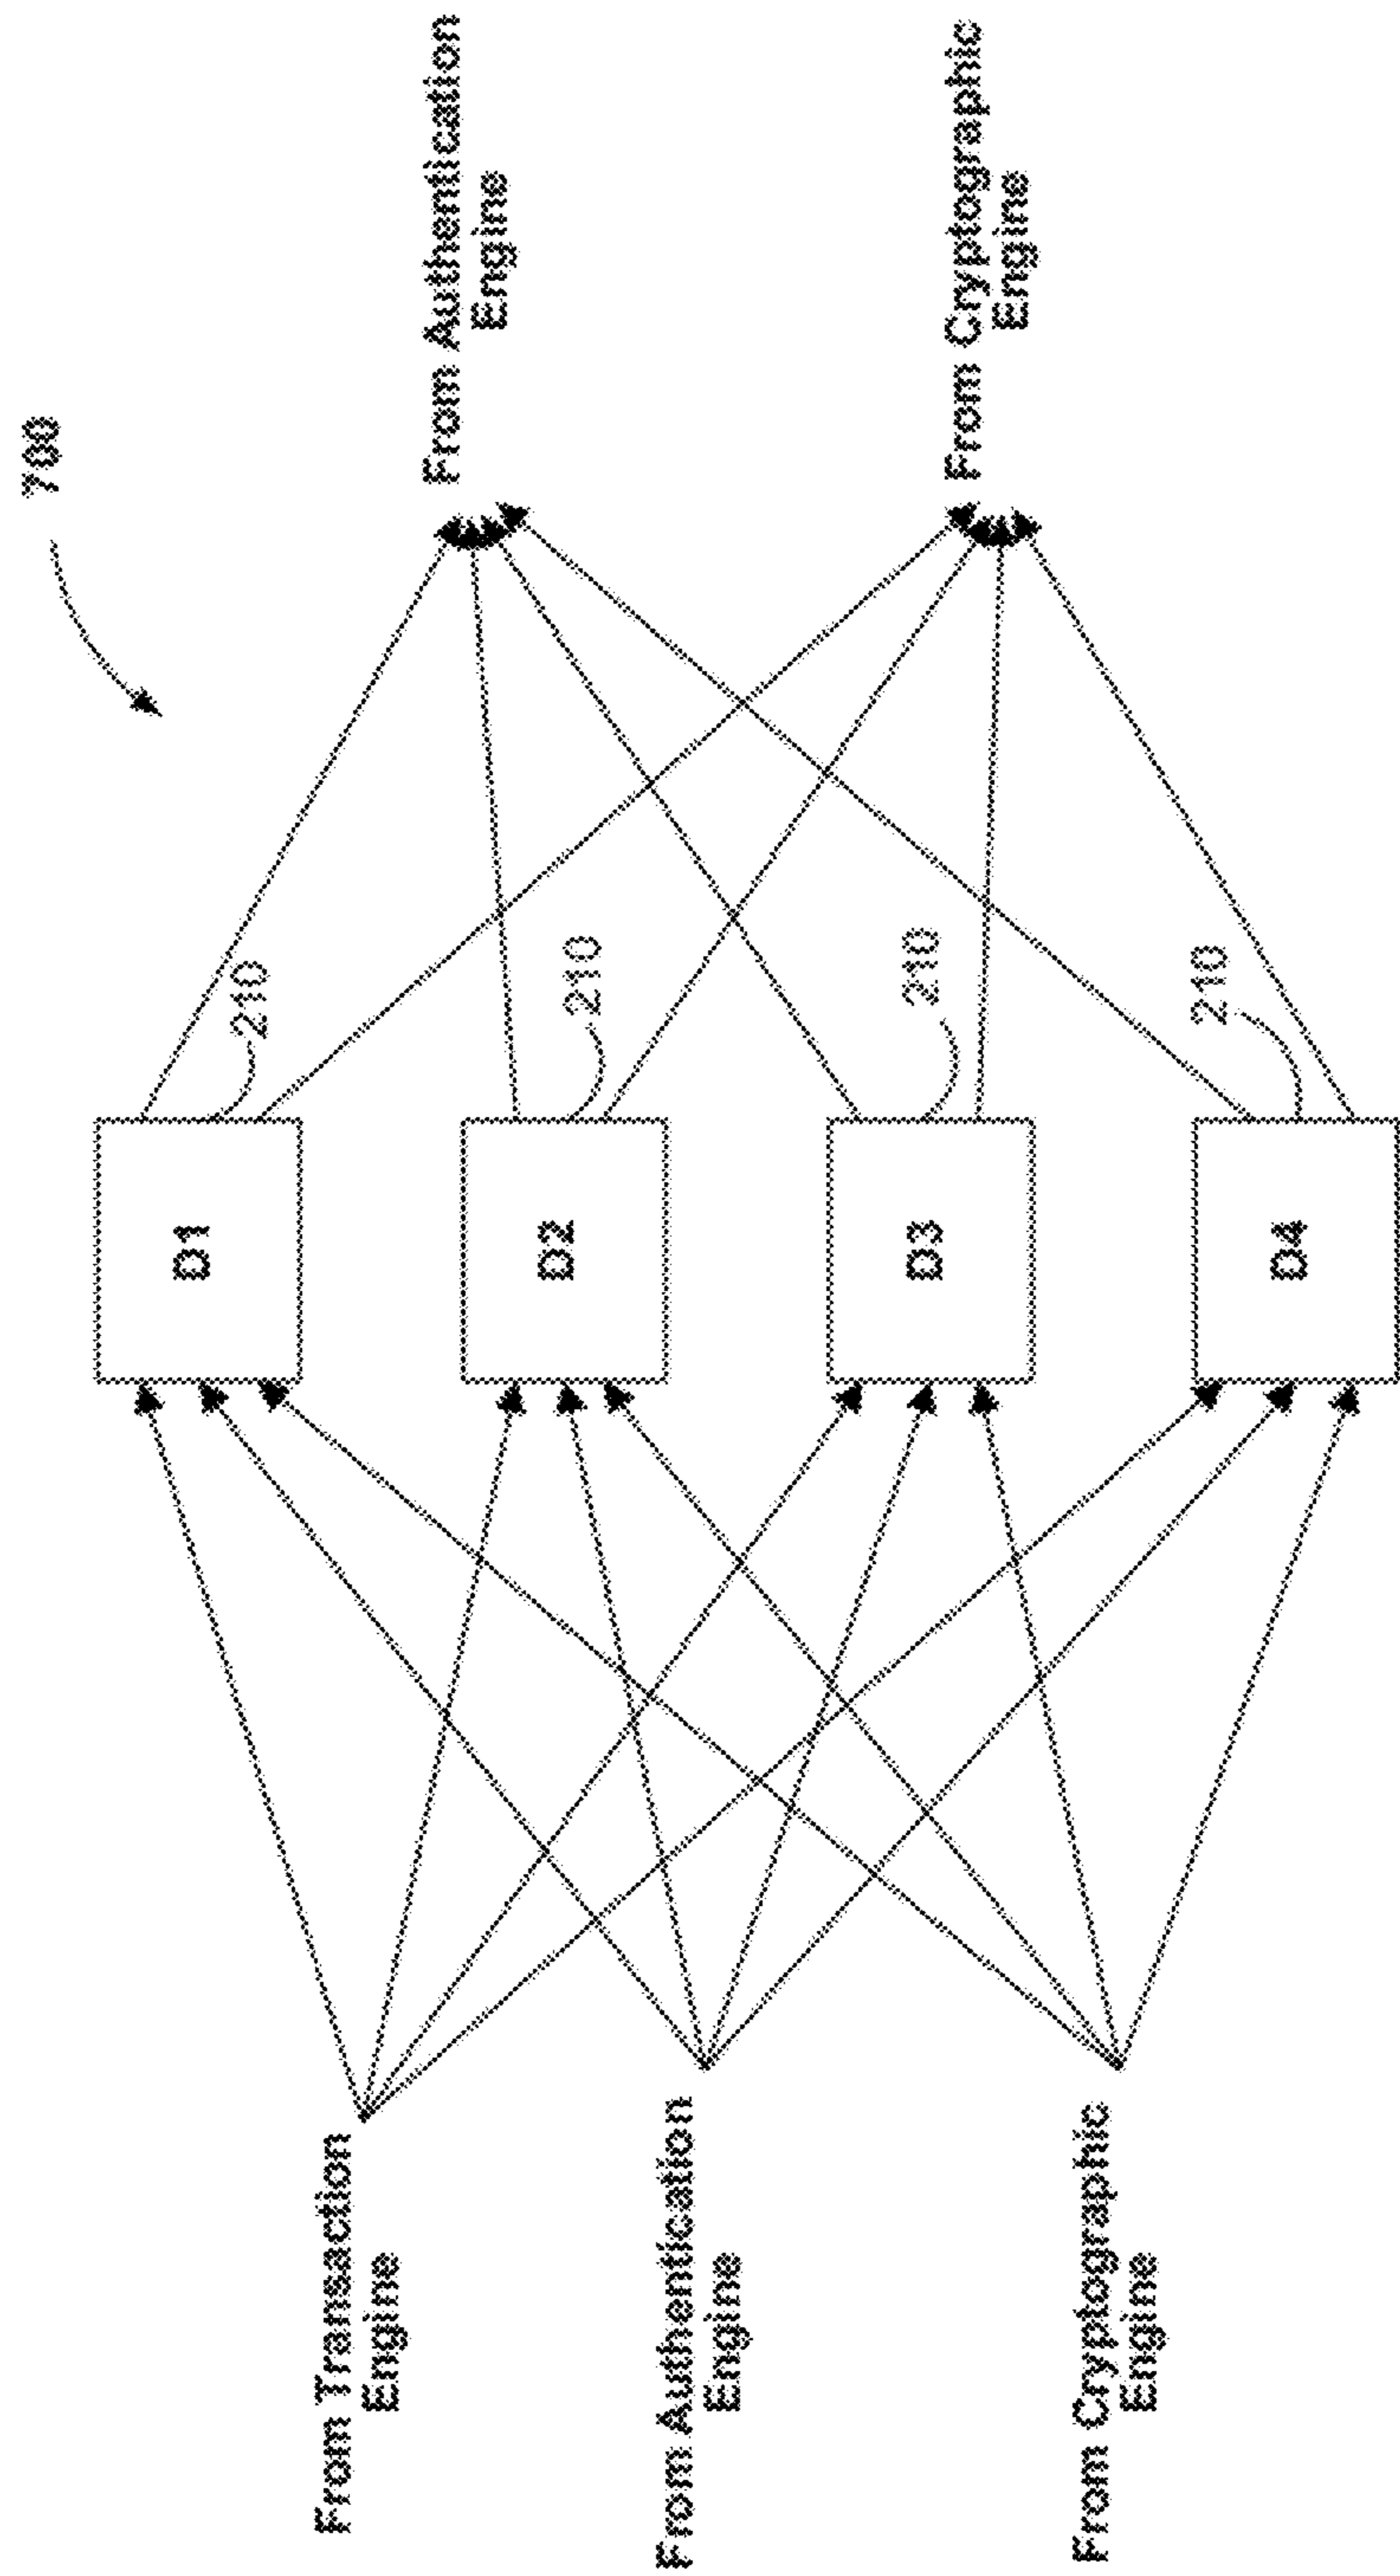 700
From Transaction
Engine
From Authentication
Engine
From Cryptographic
Engine
D1
210
D2
210
D3
210
D4
210
From Authentication
Engine
From Cryptographic
Engine